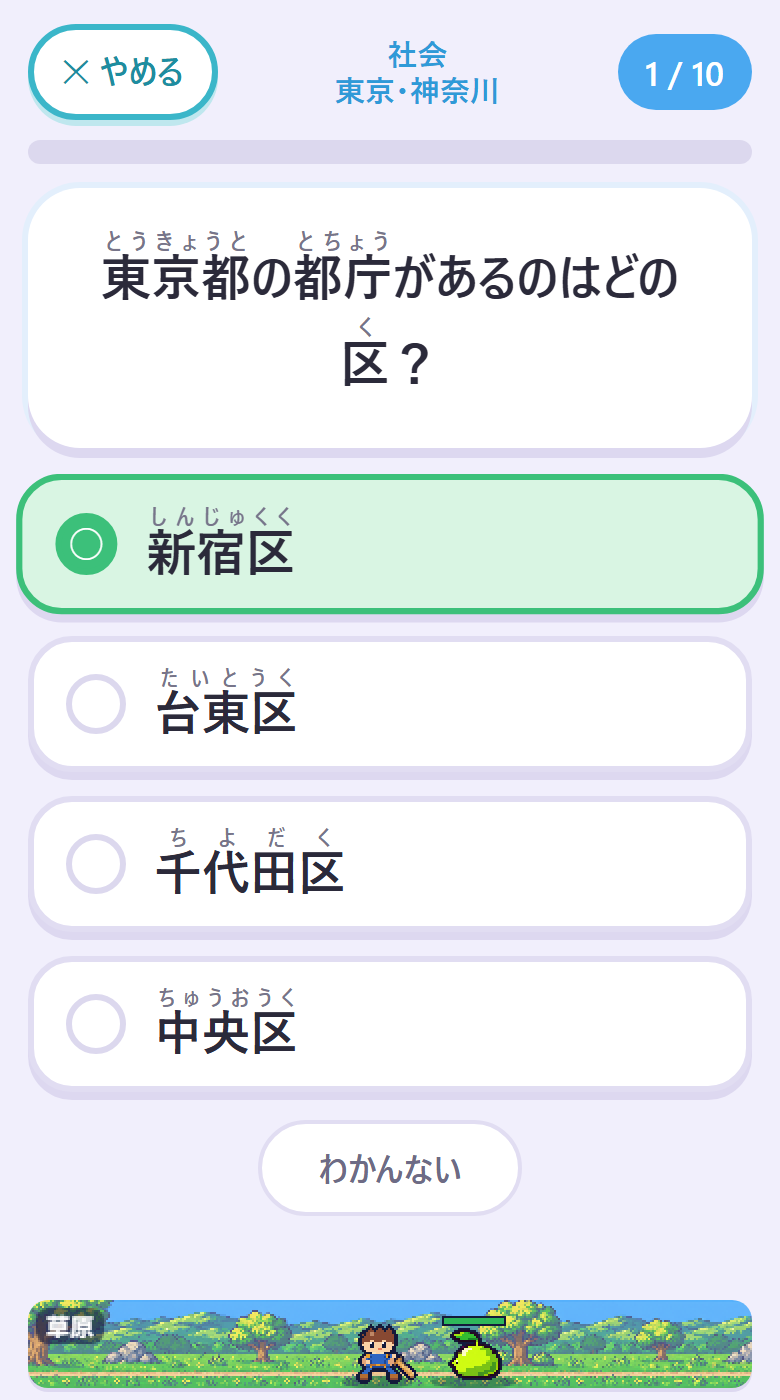 × やめる
社会
東京・神奈川
1 / 10
とうきょうと とちょう
東京都の都庁があるのはどの
く
区？
しんじゅくく
新宿区
たいとうく
台東区
ちよだく
千代田区
ちゅうおうく
中央区
わかんない
草原